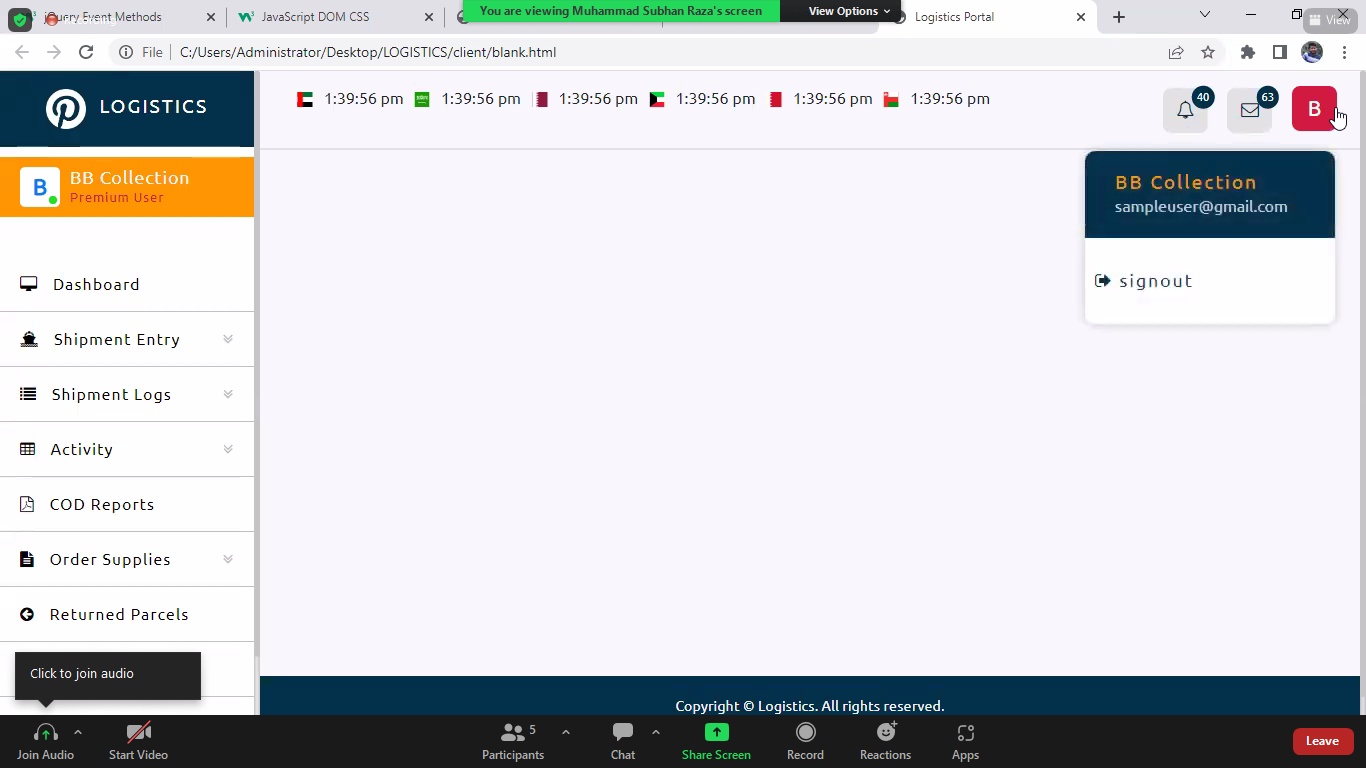 jQuery Event Methods
JavaScript DOM CSS
You are viewing Muhammad Subhan Raza's screen
View Options
Logistics Portal
View
File
C:/Users/Administrator/Desktop/LOGISTICS/client/blank.html
LOGISTICS
1:39:56 pm
1:39:56 pm
1:39:56 pm
1:39:56 pm
1:39:56 pm
1:39:56 pm
40
63
B
B
BB Collection
Premium User
BB Collection
sampleuser@gmail.com
signout
Dashboard
Shipment Entry
Shipment Logs
Activity
COD Reports
Order Supplies
Returned Parcels
Click to join audio
Copyright © Logistics. All rights reserved.
Join Audio
Start Video
Participants
5
Chat
Share Screen
Record
Reactions
Apps
Leave